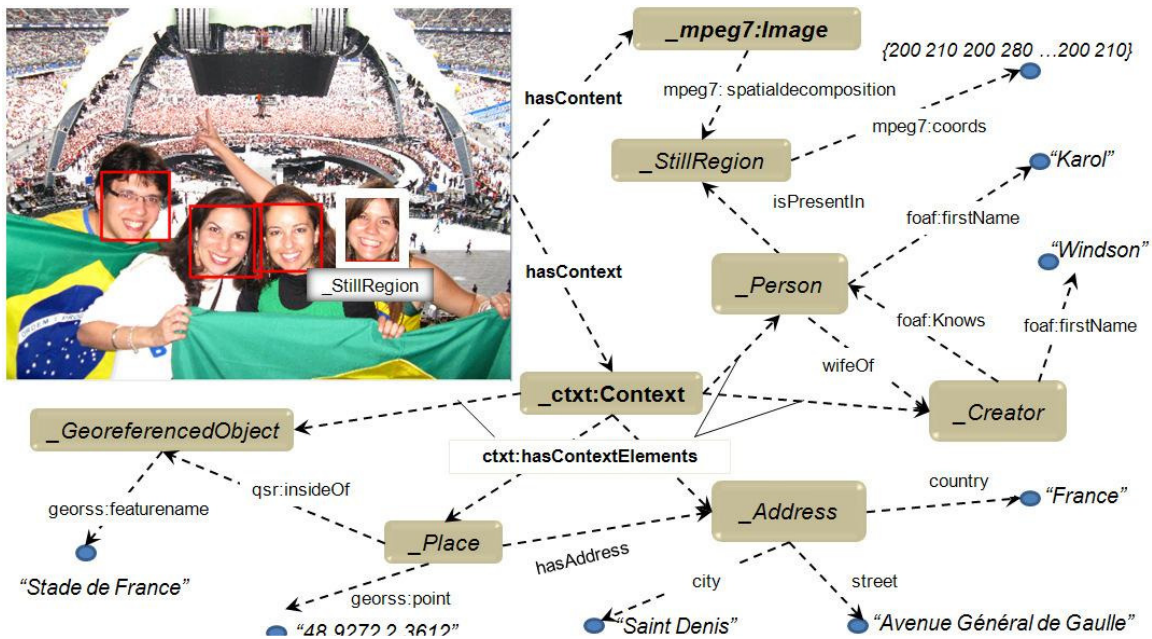 _mpeg7:Image
{200 210 200 280 ...200 210}
hasContent
mpeg7: spatialdecomposition
mpeg7:coords
_StillRegion
“Karol”
isPresentIn
foaf:firstName
“Windson”
hasContext
_StillRegion
_Person
foaf:Knows
foaf:firstName
wifeOf
_ctxt:Context
_Creator
_GeoreferencedObject
ctxt:hasContextElements
qsr:insideOf
country
georss:featurename
_Address
“France”
_Place
hasAddress
“Stade de France”
city
street
georss:point
“48.9272 2.3612”
“Saint Denis”
“Avenue Général de Gaulle”